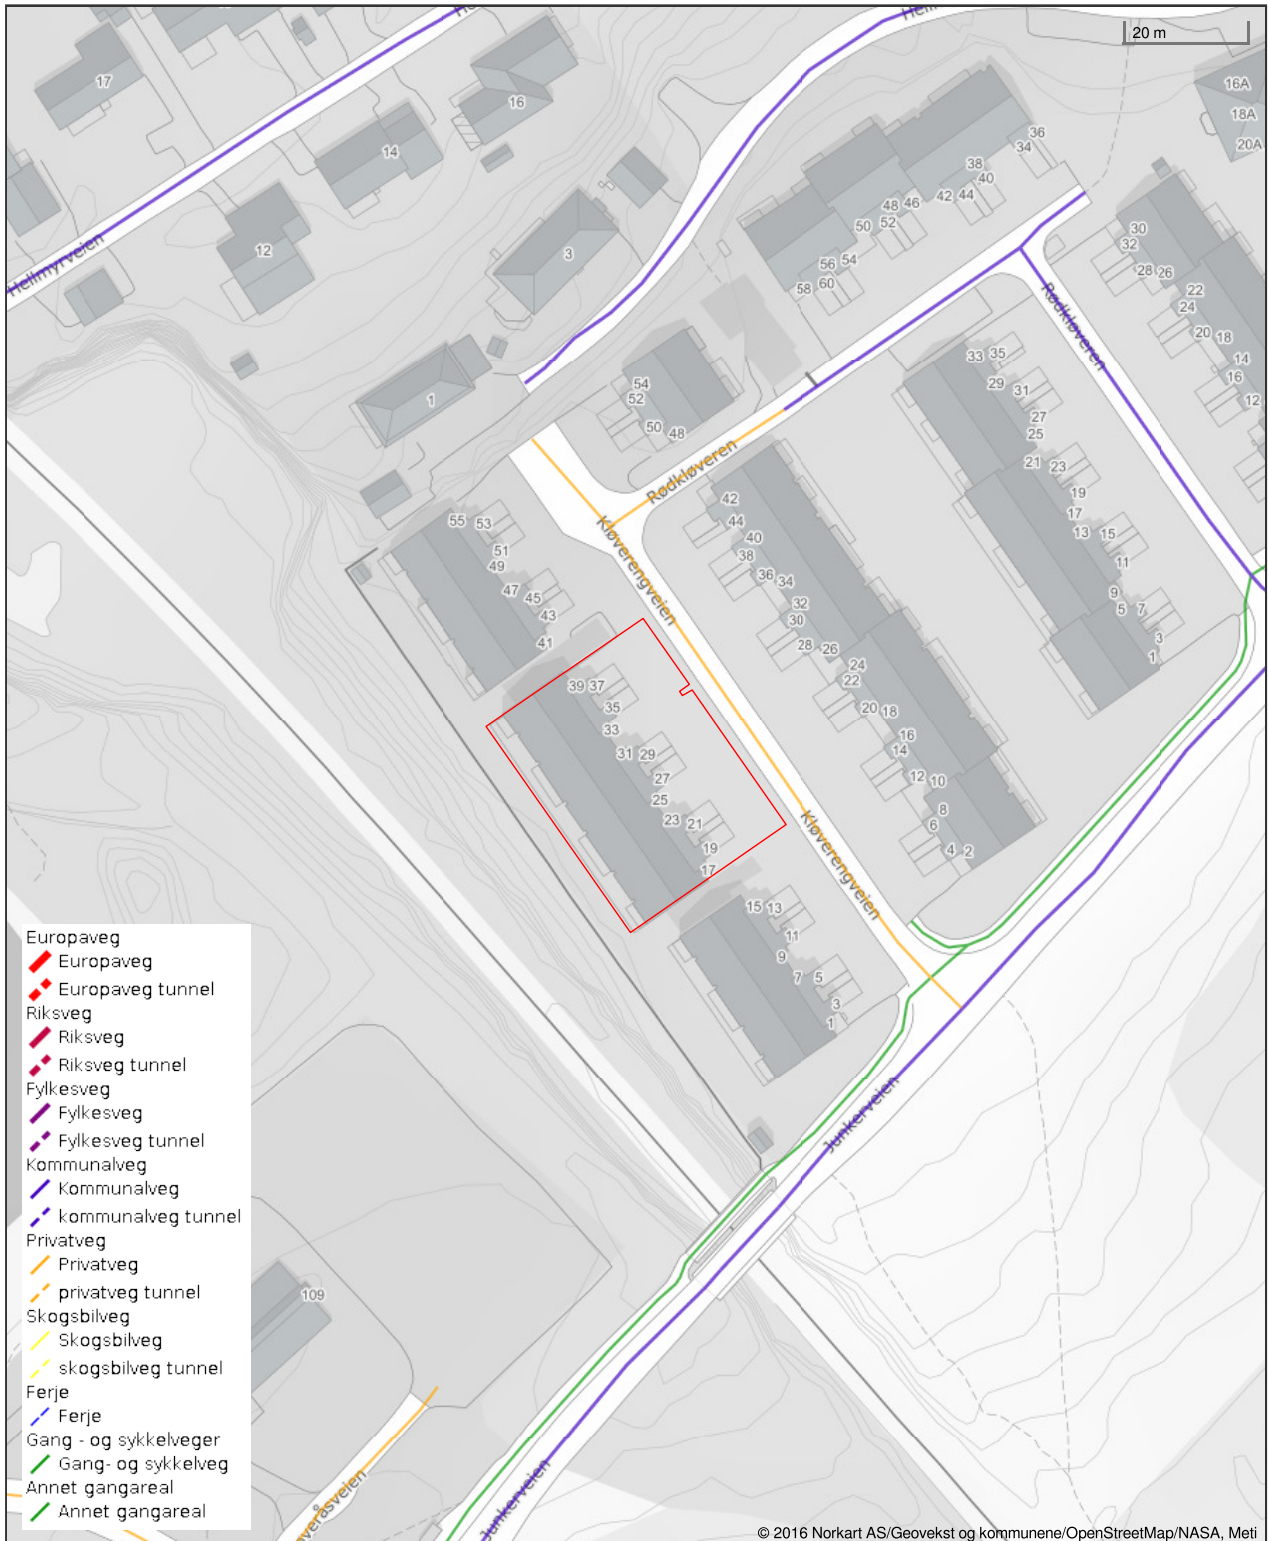 20 m
17
16
14
12
3
1
Hellmyrveien
16A
18A
20A
36
34
38
40
42 44
48 46
50 52
54
56
58 60
30
32
28 26
22
24
20 18
14
16
12
Rødkløveren
33 35
29 31
27
25
21 23
19
17
13 15
11
9
5 7
3
1
54
52
50 48
Rødkløveren
Kløverengveien
42
44
40
38
36 34
32
30
28 26
24
22
20 18
16
14
12 10
8
6
4 2
55 53
51
49
47 45
43
41
39 37
35
33
31 29
27
25
23 21
19
17
Kløverengveien
15 13
11
9
7 5
3
1
Junkerveien
109
Junkerveien
Europaveg
Europaveg
Europaveg tunnel
Riksveg
Riksveg
Riksveg tunnel
Fylkesveg
Fylkesveg
Fylkesveg tunnel
Kommunalveg
Kommunalveg
kommunalveg tunnel
Privatveg
Privatveg
privatveg tunnel
Skogsbilveg
Skogsbilveg
skogsbilveg tunnel
Ferje
Ferje
Gang - og sykkelveger
Gang- og sykkelveg
Annet gangareal
Annet gangareal
© 2016 Norkart AS/Geovekst og kommunene/OpenStreetMap/NASA, Meti